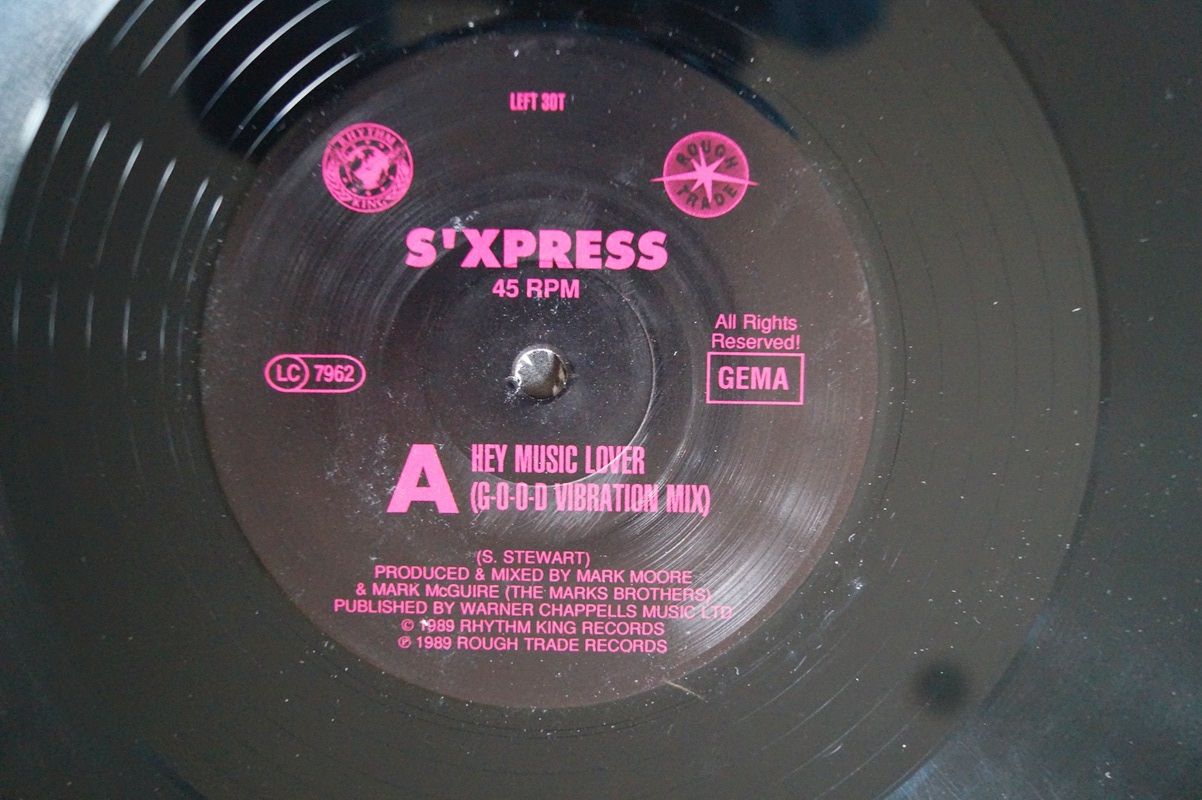 LEFT 30T
RHYTHM KING
ROUGH TRADE
S'XPRESS
45 RPM
All Rights
Reserved!
LC 7962
GEMA
A
HEY MUSIC LOVER
(G-O-O-D VIBRATION MIX)
(S. STEWART)
PRODUCED & MIXED BY MARK MOORE
& MARK McGUIRE (THE MARKS BROTHERS)
PUBLISHED BY WARNER CHAPPELLS MUSIC LTD
© 1989 RHYTHM KING RECORDS
℗ 1989 ROUGH TRADE RECORDS